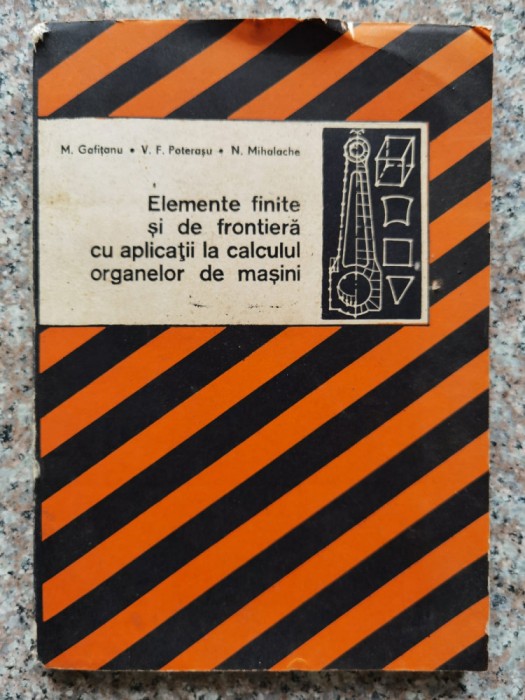 M. Gafițanu • V. F. Poterașu • N. Mihalache
Elemente finite
și de frontieră
cu aplicații la calculul
organelor de mașini